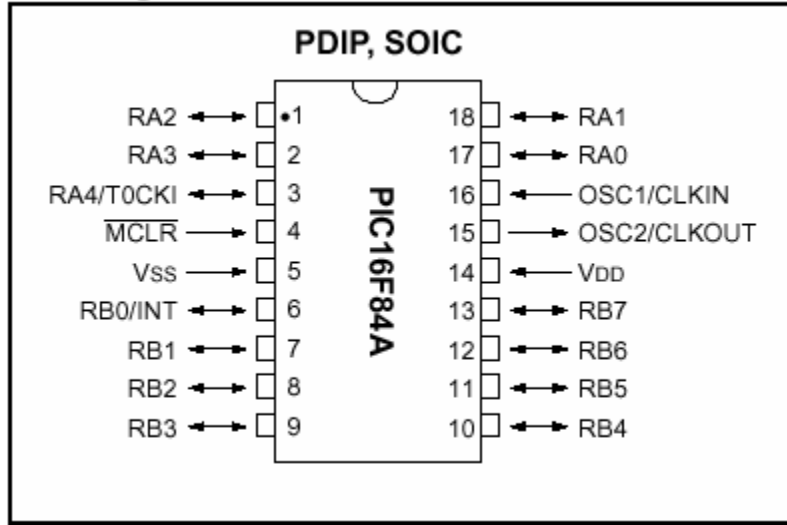 PDIP, SOIC
RA2 1 18 RA1
RA3 2 17 RA0
RA4/T0CKI 3 16 OSC1/CLKIN
MCLR 4 15 OSC2/CLKOUT
VSS 5 14 VDD
RB0/INT 6 13 RB7
RB1 7 12 RB6
RB2 8 11 RB5
RB3 9 10 RB4
PIC16F84A